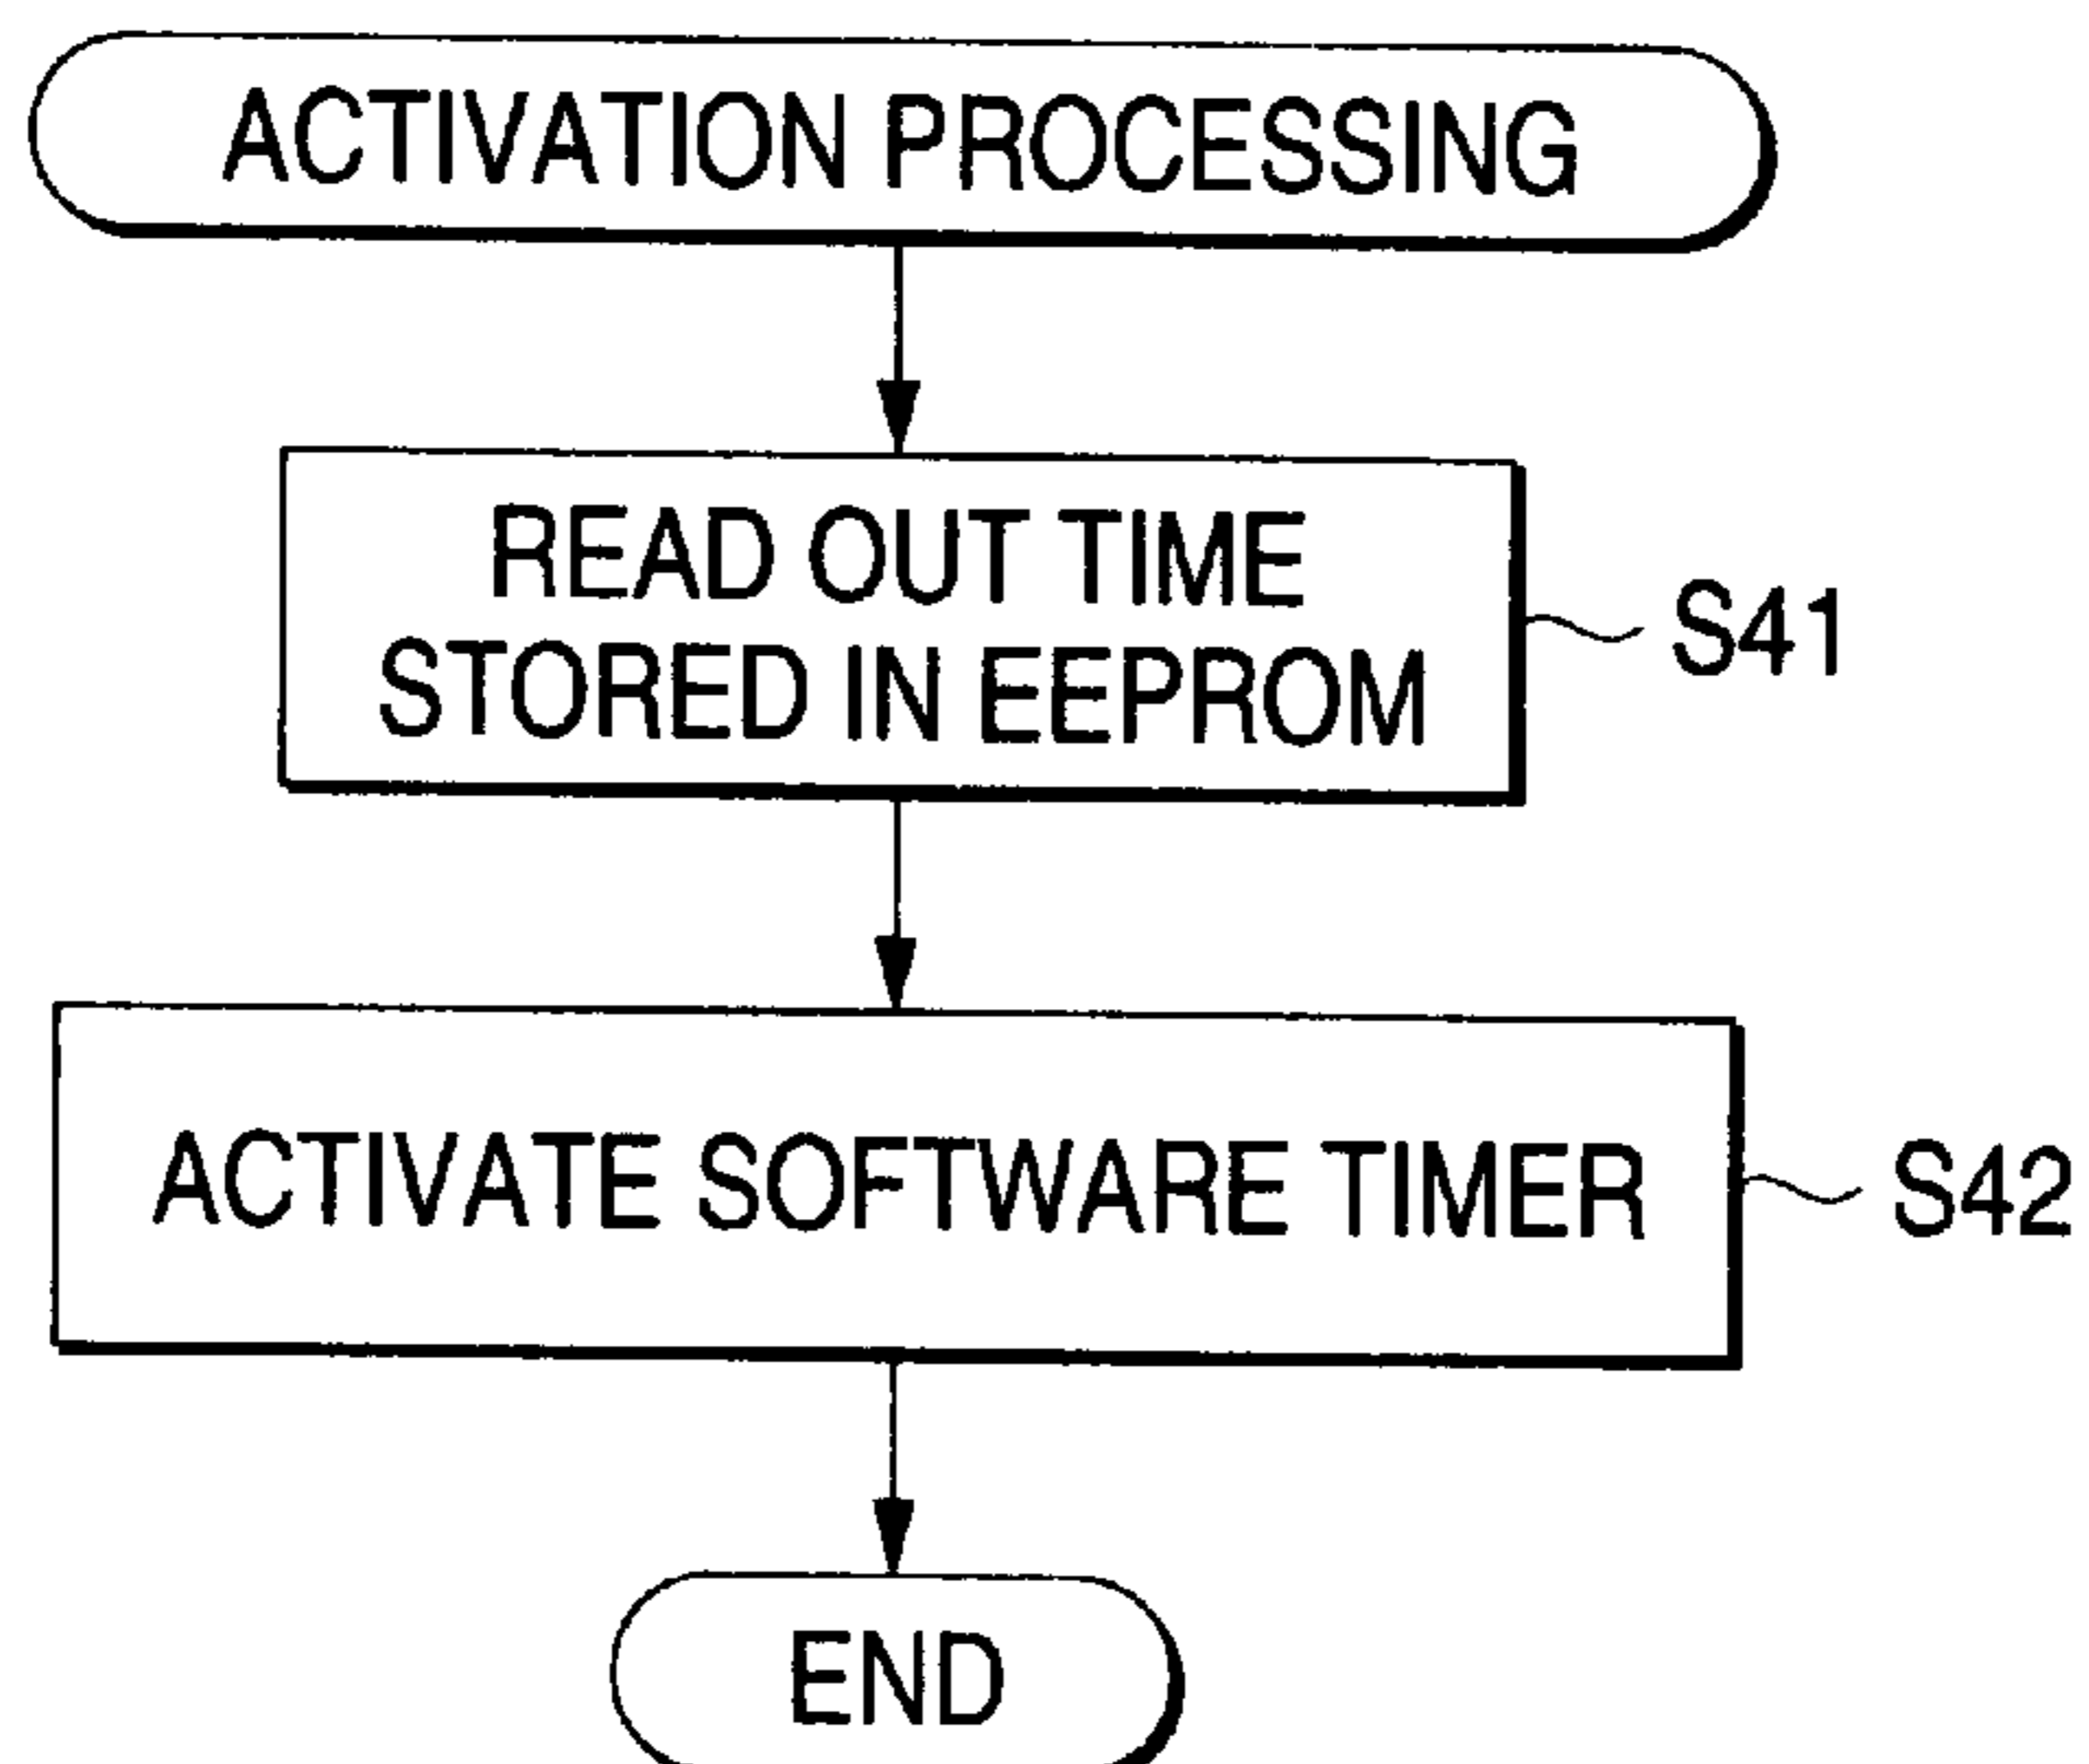 ACTIVATION PROCESSING
READ OUT TIME
STORED IN EEPROM
S41
ACTIVATE SOFTWARE TIMER
S42
END